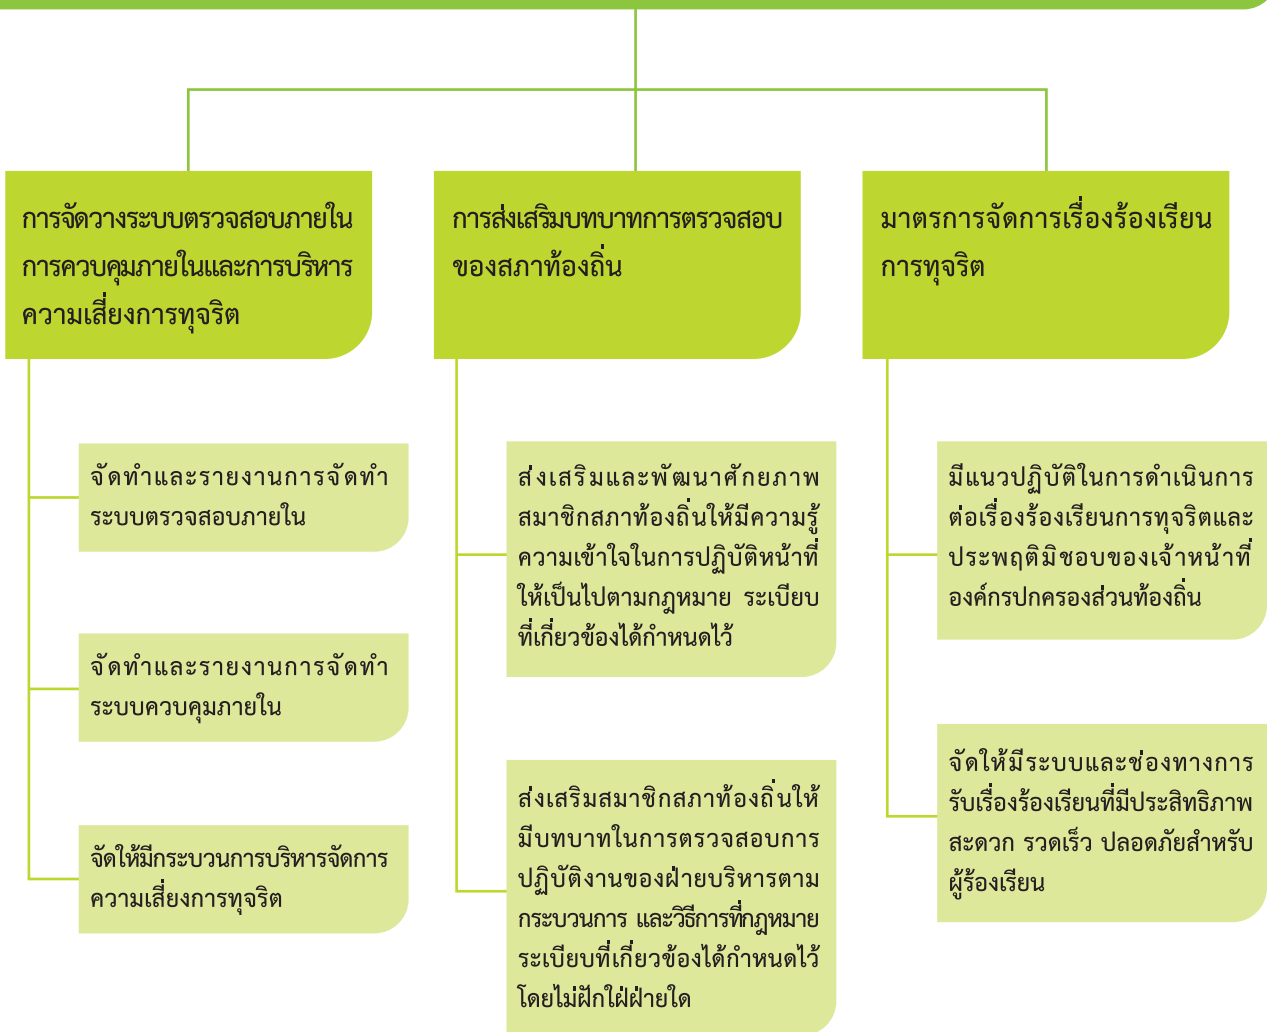 การจัดวางระบบตรวจสอบภายใน
การควบคุมภายในและการบริหาร
ความเสี่ยงการทุจริต
จัดทำและรายงานการจัดทำ
ระบบตรวจสอบภายใน
จัดทำและรายงานการจัดทำ
ระบบควบคุมภายใน
จัดให้มีกระบวนการบริหารจัดการ
ความเสี่ยงการทุจริต
การส่งเสริมบทบาทการตรวจสอบ
ของสภาท้องถิ่น
ส่งเสริมและพัฒนาศักยภาพ
สมาชิกสภาท้องถิ่นให้มีความรู้
ความเข้าใจในการปฏิบัติหน้าที่
ให้เป็นไปตามกฎหมาย ระเบียบ
ที่เกี่ยวข้องได้กำหนดไว้
ส่งเสริมสมาชิกสภาท้องถิ่นให้
มีบทบาทในการตรวจสอบการ
ปฏิบัติงานของฝ่ายบริหารตาม
กระบวนการ และวิธีการที่กฎหมาย
ระเบียบที่เกี่ยวข้องได้กำหนดไว้
โดยไม่ฝักใฝ่ฝ่ายใด
มาตรการจัดการเรื่องร้องเรียน
การทุจริต
มีแนวปฏิบัติในการดำเนินการ
ต่อเรื่องร้องเรียนการทุจริตและ
ประพฤติมิชอบของเจ้าหน้าที่
องค์กรปกครองส่วนท้องถิ่น
จัดให้มีระบบและช่องทางการ
รับเรื่องร้องเรียนที่มีประสิทธิภาพ
สะดวก รวดเร็ว ปลอดภัยสำหรับ
ผู้ร้องเรียน